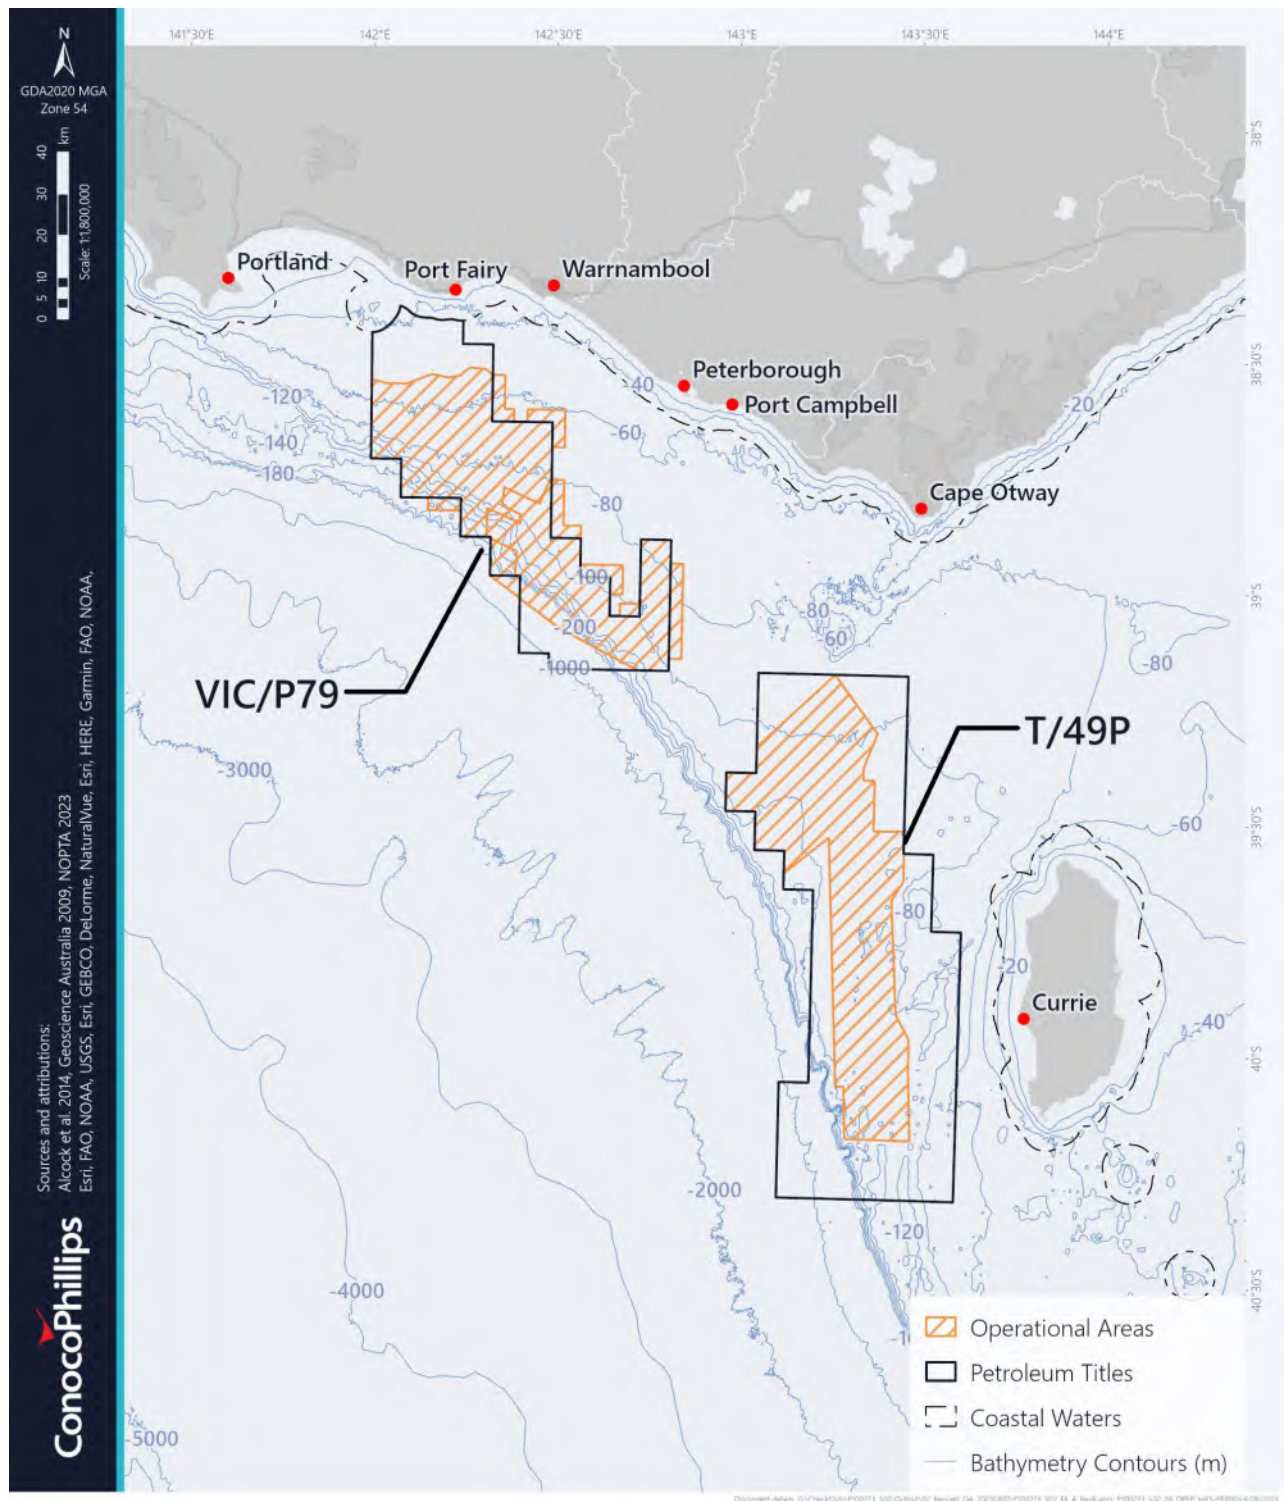 141°30'E
142°E
142°30'E
143°E
143°30'E
144°E
N
GDA2020 MGA
Zone 54
0 5 10 20 30 40 km
Scale: 1:1,800,000
38°S
38°30'S
39°S
39°30'S
40°S
40°30'S
Portland
Port Fairy
Warrnambool
Peterborough
Port Campbell
Cape Otway
-40
-20
-120
-60
-140
-180
-80
-100
-80
-60
-200
-1000
-80
VIC/P79
T/49P
-3000
-60
-80
-20
Currie
-40
-2000
-120
-4000
-10
-5000
Operational Areas
Petroleum Titles
Coastal Waters
Bathymetry Contours (m)
Sources and attributions:
Alcock et al. 2014, Geoscience Australia 2009, NOPTA 2023
Esri, FAO, NOAA, USGS, Esri, GEBCO, DeLorme, NaturalVue, Esri, HERE, Garmin, FAO, NOAA,
ConocoPhillips